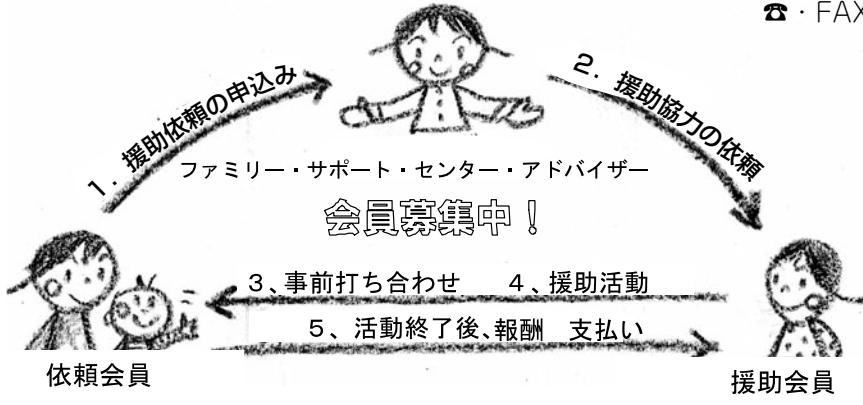 ☎・FAX
1．援助依頼の申込み
2．援助協力の依頼
ファミリー・サポート・センター・アドバイザー
会員募集中！
3、事前打ち合わせ　4、援助活動
5、活動終了後、報酬　支払い
依頼会員
援助会員